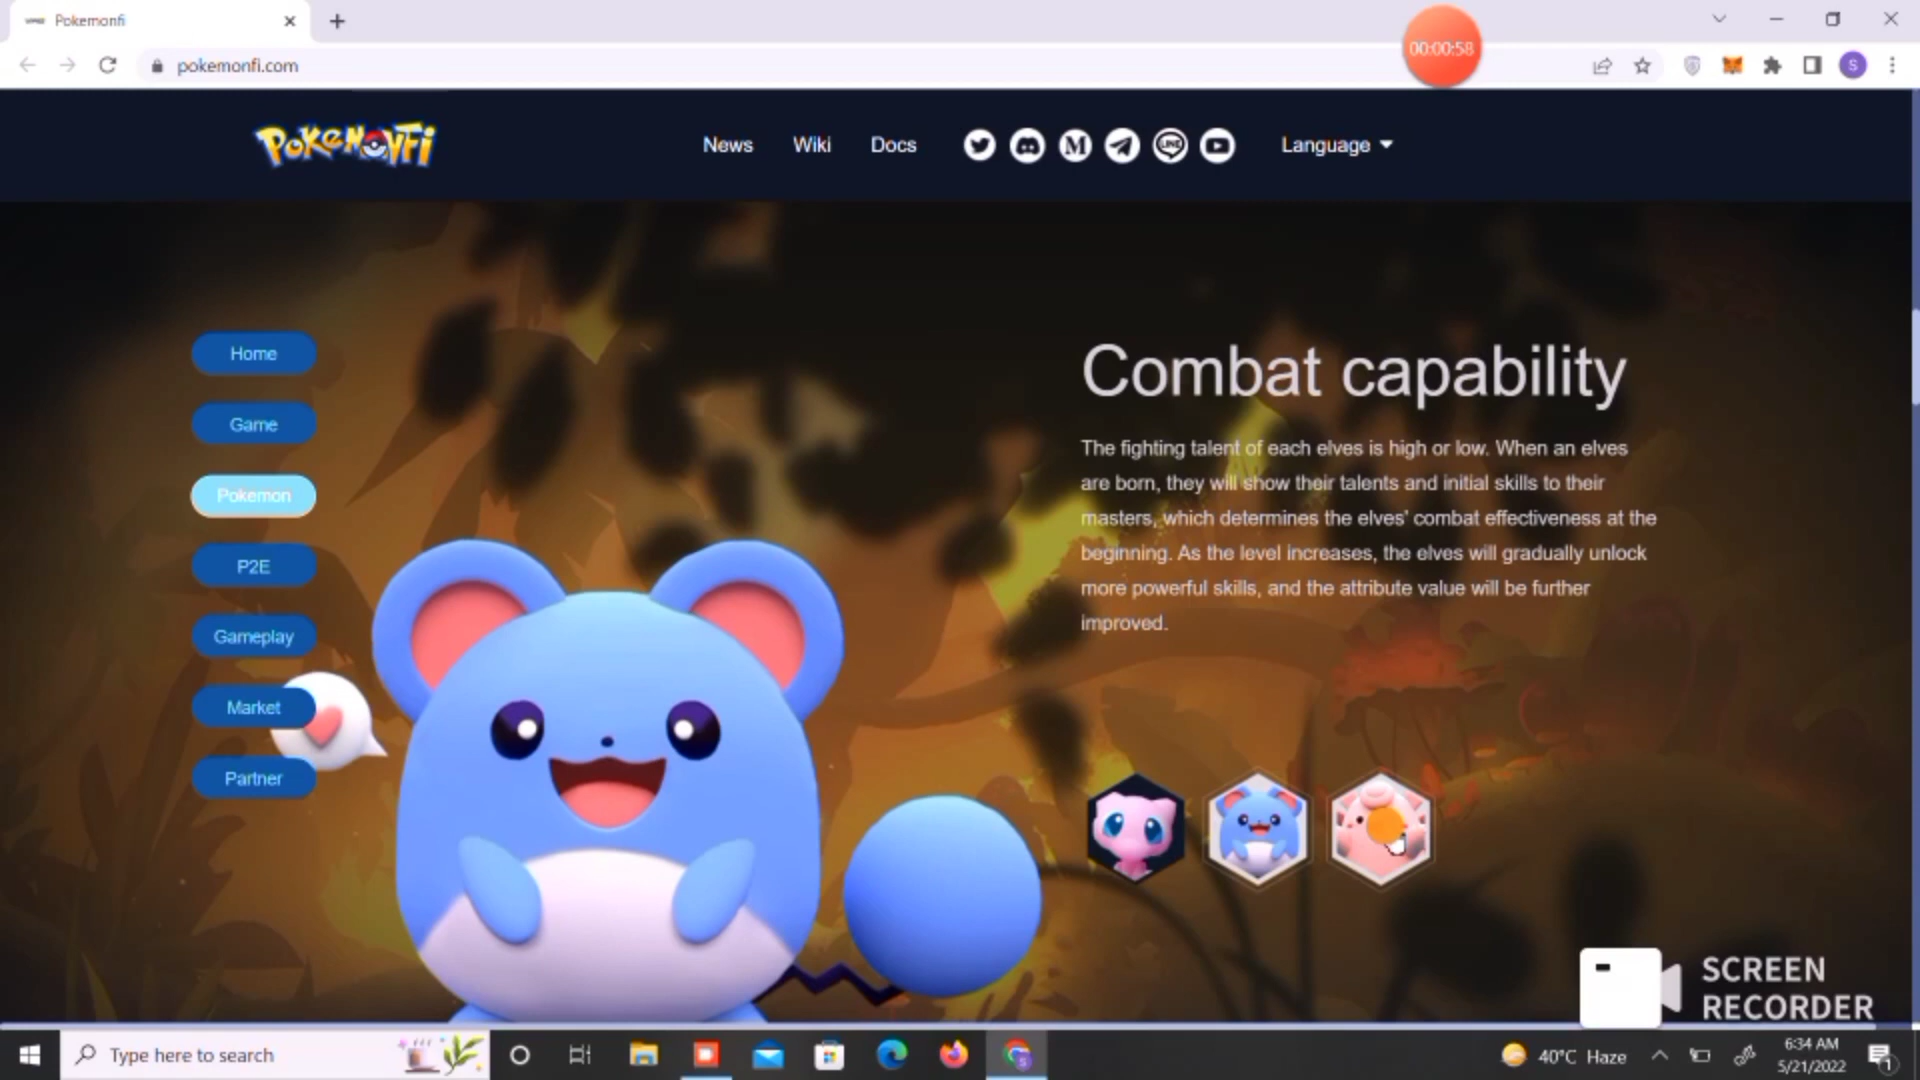 Pokemonfi
00:00:58
pokemonfi.com
S
POKEMONFI
News
Wiki
Docs
M
LINE
Language
Home
Game
Pokemon
P2E
Gameplay
Market
Partner
Combat capability
The fighting talent of each elves is high or low. When an elves
are born, they will show their talents and initial skills to their
masters, which determines the elves' combat effectiveness at the
beginning. As the level increases, the elves will gradually unlock
more powerful skills, and the attribute value will be further
improved.
SCREEN
RECORDER
Type here to search
S
40°C Haze
6:34 AM
5/21/2022
1